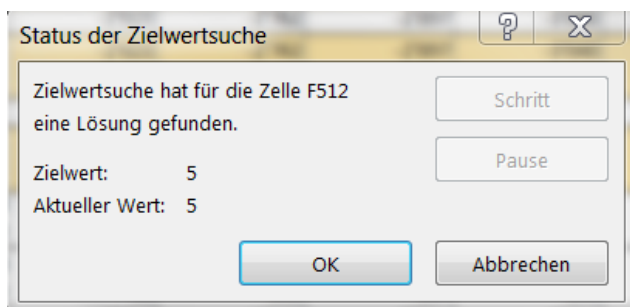 Status der Zielwertsuche
Zielwertsuche hat für die Zelle F512
eine Lösung gefunden.
Zielwert: 5
Aktueller Wert: 5
Schritt
Pause
OK
Abbrechen